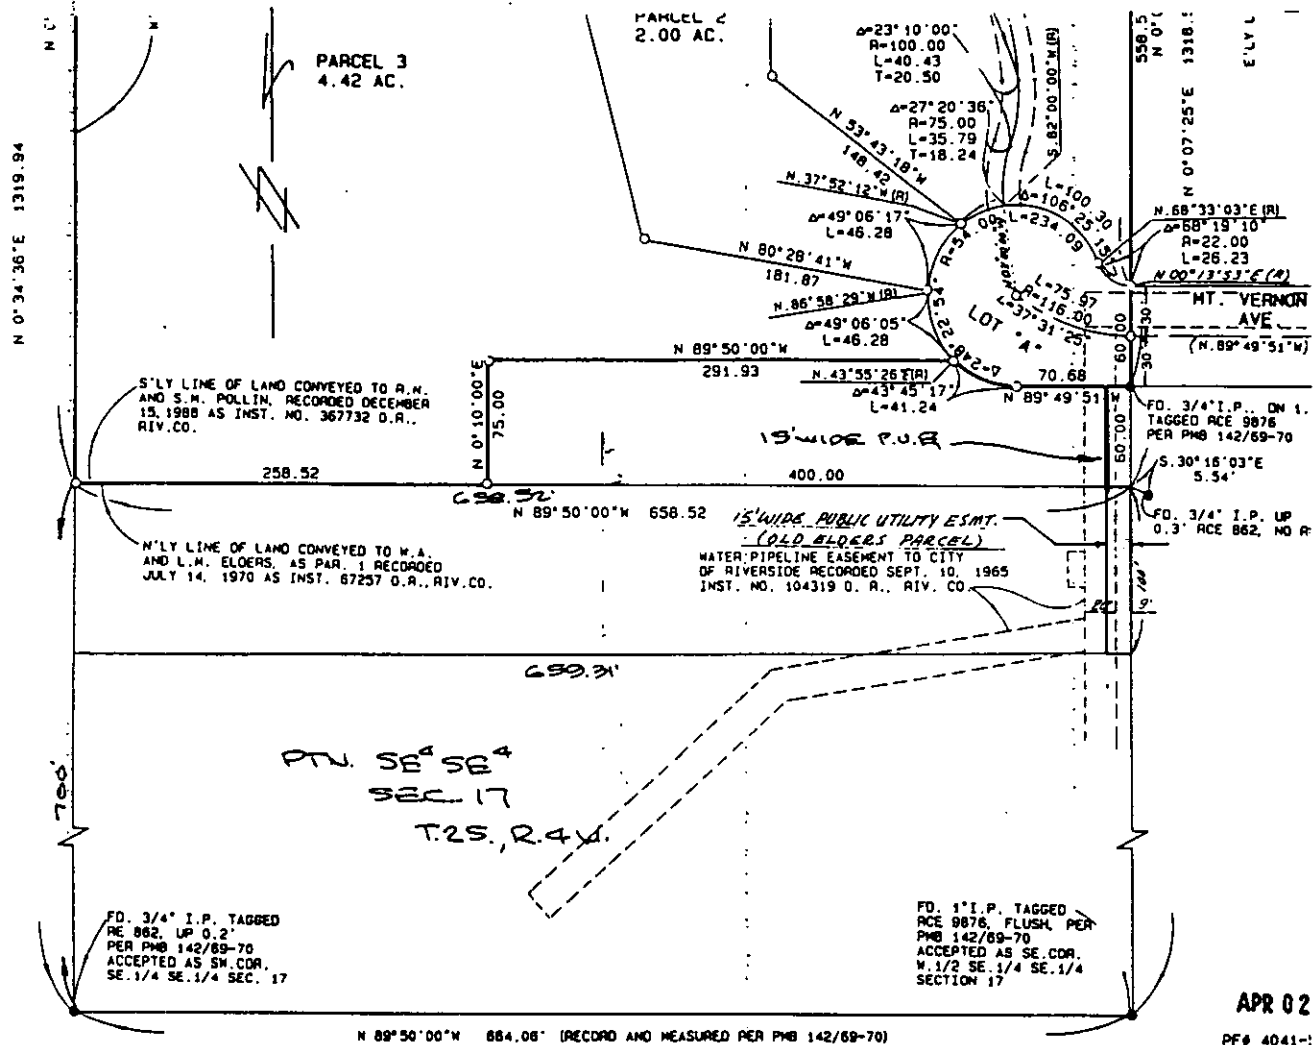 PARCEL 3
4.42 AC.
PARCEL 2
2.00 AC.
Δ=23°10'00"
R=100.00
L=40.43
T=20.50
Δ=27°20'36"
R=75.00
L=35.79
T=18.24
S.82°00'00"W(R)
558.5
1318.5
N 0°07'25"E
E'LY L
N 0°34'36"E 1319.94
N 53°43'18"W
148.42
N.37°52'12"W(R)
Δ=49°06'17"
L=46.28
N 80°28'41"W
181.87
N.86°58'29"W(R)
Δ=49°06'05"
L=46.28
R=54.00
L=234.09
L=100.30
Δ=106°25'15"
N.68°33'03"E(R)
Δ=68°19'10"
R=22.00
L=26.23
N 00°13'53"E(R)
MT. VERNON
AVE
(N.89°49'51"W)
L=75.97
R=116.00
∠=37°31'25"
LOT "A"
Δ=248°22'54"
60.00
30
30
N 89°50'00"W
291.93
N.43°55'26"E(R)
Δ=43°45'17"
L=41.24
70.68
N 89°49'51"W
N 0°10'00"E
75.00
S'LY LINE OF LAND CONVEYED TO R.N.
AND S.M. POLLIN, RECORDED DECEMBER
15, 1988 AS INST. NO. 367732 O.R.,
RIV.CO.
15' WIDE P.U.E
60.00
FD. 3/4" I.P., ON 1.
TAGGED RCE 9876
PER PMB 142/69-70
S.30°16'03"E
5.54'
258.52
400.00
658.52'
N 89°50'00"W 658.52
FD. 3/4" I.P. UP
0.3' RCE 862, NO R
15' WIDE PUBLIC UTILITY ESMT.
(OLD ELDERS PARCEL)
N'LY LINE OF LAND CONVEYED TO W.A.
AND L.M. ELDERS, AS PAR. 1 RECORDED
JULY 14, 1970 AS INST. 67257 O.R., RIV.CO.
WATER PIPELINE EASEMENT TO CITY
OF RIVERSIDE RECORDED SEPT. 10, 1965
INST. NO. 104319 O. R., RIV. CO.
100'
20'
9'
659.31'
PTN. SE⁴ SE⁴
SEC. 17
T.2S., R.4W.
700'
FD. 3/4" I.P. TAGGED
RE 862, UP 0.2'
PER PMB 142/69-70
ACCEPTED AS SW.COR.
SE.1/4 SE.1/4 SEC. 17
FD. 1" I.P. TAGGED
RCE 9876, FLUSH, PER
PMB 142/69-70
ACCEPTED AS SE.COR.
W.1/2 SE.1/4 SE.1/4
SECTION 17
N 89°50'00"W 664.06' (RECORD AND MEASURED PER PMB 142/69-70)
APR 02
PF# 4041-